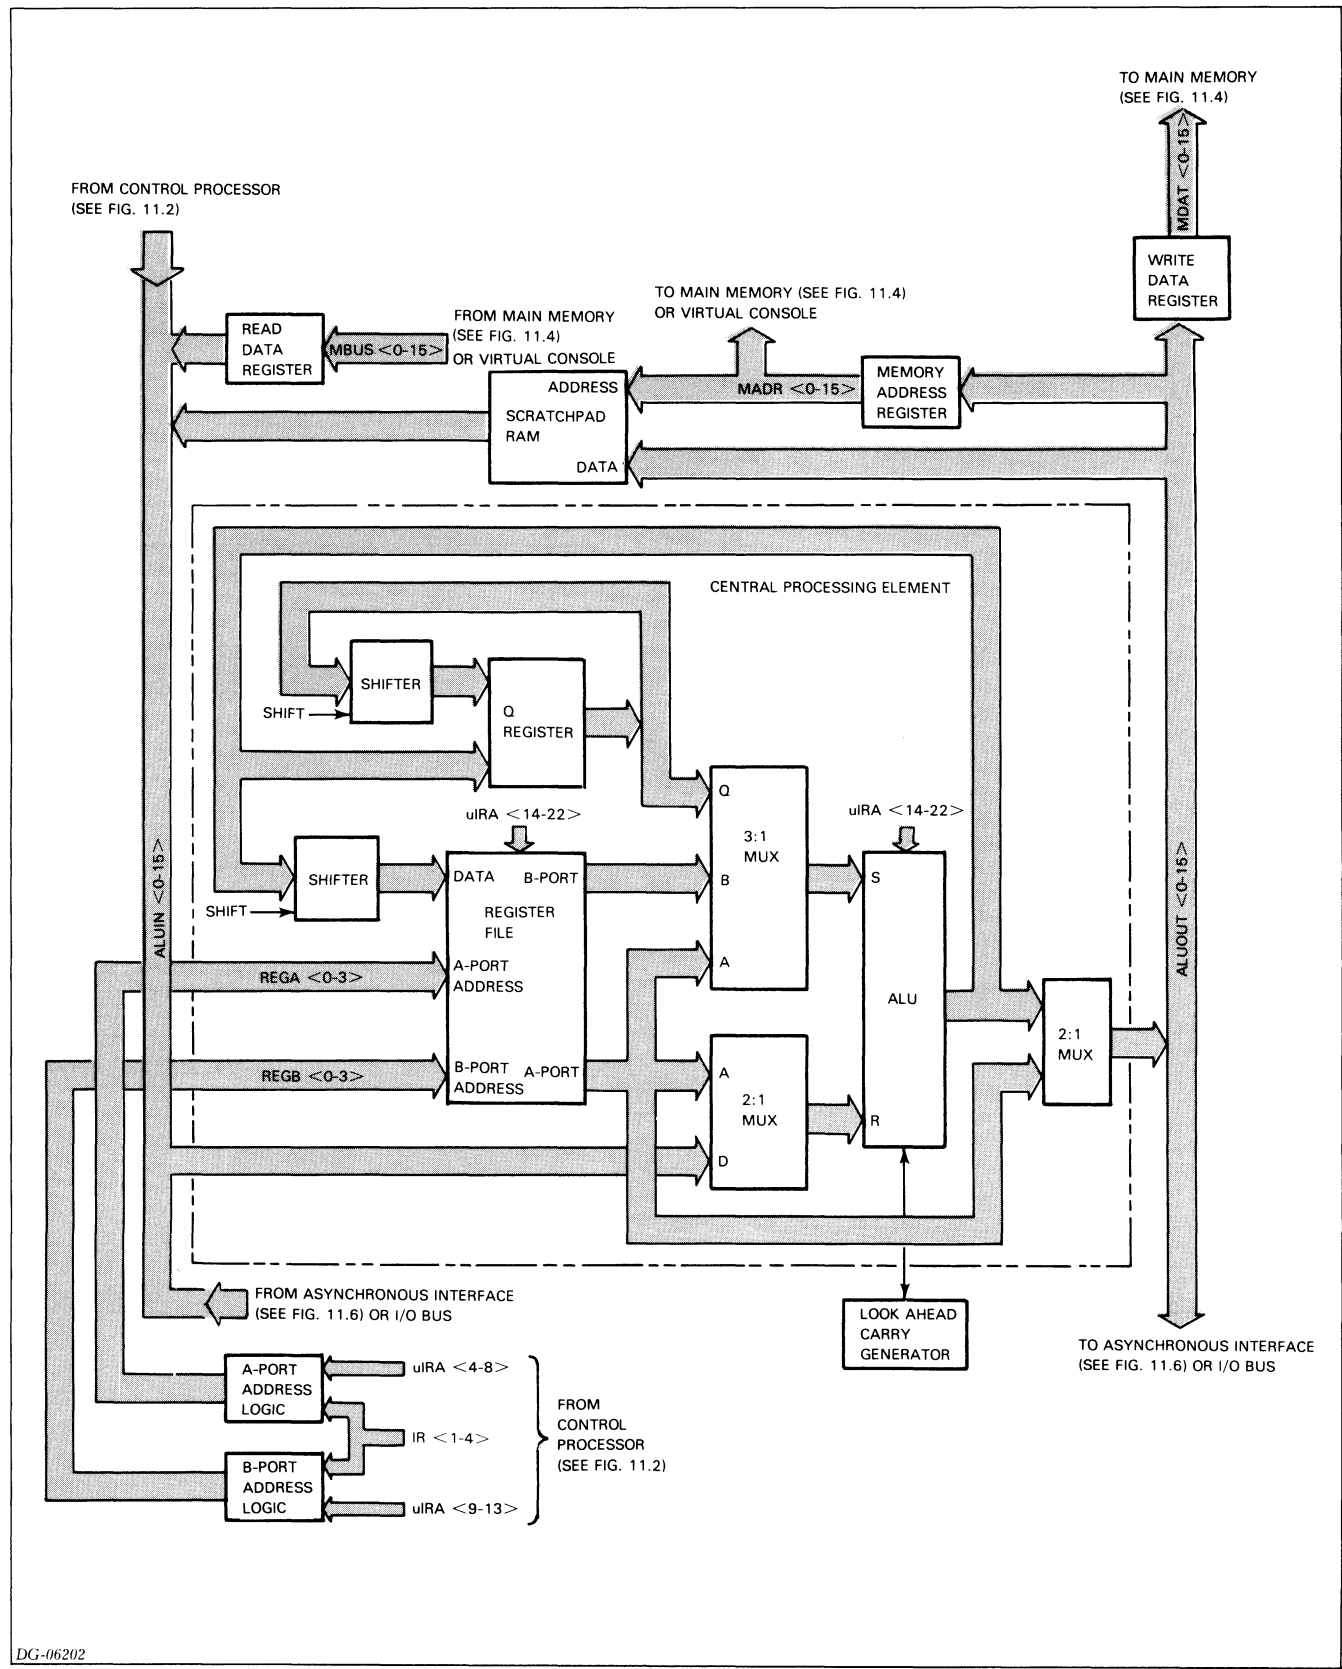 TO MAIN MEMORY
(SEE FIG. 11.4)
MDAT <0-15>
FROM CONTROL PROCESSOR
(SEE FIG. 11.2)
WRITE
DATA
REGISTER
TO MAIN MEMORY (SEE FIG. 11.4)
OR VIRTUAL CONSOLE
READ
DATA
REGISTER
MBUS <0-15>
FROM MAIN MEMORY
(SEE FIG. 11.4)
OR VIRTUAL CONSOLE
ADDRESS
SCRATCHPAD
RAM
DATA
MADR <0-15>
MEMORY
ADDRESS
REGISTER
CENTRAL PROCESSING ELEMENT
SHIFTER
SHIFT
Q
REGISTER
uIRA <14-22>
Q
3:1
MUX
B
A
uIRA <14-22>
SHIFTER
SHIFT
DATA
B-PORT
REGISTER
FILE
A-PORT
ADDRESS
B-PORT
ADDRESS
A-PORT
S
ALU
R
ALUIN <0-15>
ALUOUT <0-15>
REGA <0-3>
REGB <0-3>
A
2:1
MUX
D
2:1
MUX
FROM ASYNCHRONOUS INTERFACE
(SEE FIG. 11.6) OR I/O BUS
LOOK AHEAD
CARRY
GENERATOR
TO ASYNCHRONOUS INTERFACE
(SEE FIG. 11.6) OR I/O BUS
A-PORT
ADDRESS
LOGIC
uIRA <4-8>
IR <1-4>
B-PORT
ADDRESS
LOGIC
uIRA <9-13>
FROM
CONTROL
PROCESSOR
(SEE FIG. 11.2)
DG-06202